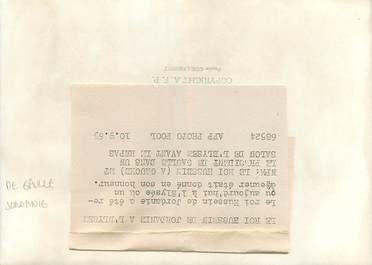 LE ROI HUSSEIN DE JORDANIE A L'ELYSEE
Le roi Hussein de Jordanie a été re-
çu aujourd'hui à l'Elysée où un
déjeuner était donné en son honneur.
NPM: LE ROI HUSSEIN (A GAUCHE) ET
LE PRESIDENT DE GAULLE DANS UN
SALON DE L'ELYSEE AVANT LE REPAS
68524 AFP PHOTO POOL 10.9.65
COPYRIGHT A. F. P.
DE GAULLE
JORDANIE